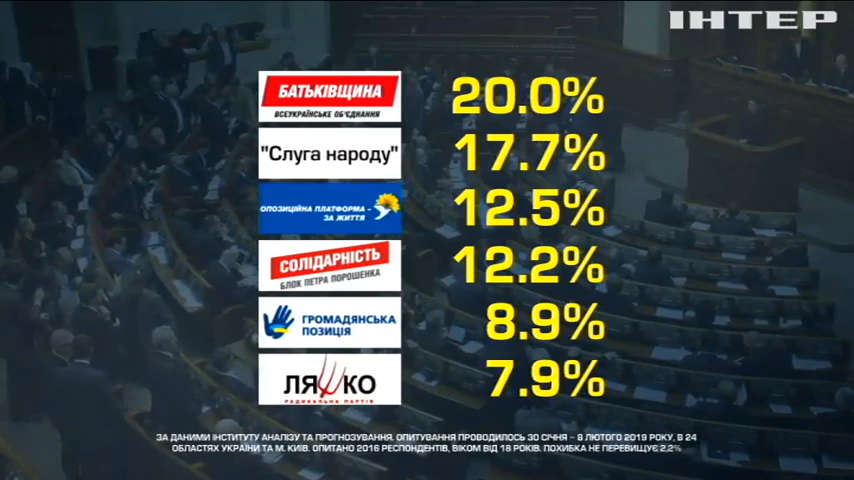 ІНТЕР
БАТЬКІВЩИНА
ВСЕУКРАЇНСЬКЕ ОБ'ЄДНАННЯ
20.0%
"Слуга народу"
17.7%
ОПОЗИЦІЙНА ПЛАТФОРМА –
ЗА ЖИТТЯ
12.5%
СОЛІДАРНІСТЬ
БЛОК ПЕТРА ПОРОШЕНКА
12.2%
ГРОМАДЯНСЬКА
ПОЗИЦІЯ
8.9%
ЛЯШКО
РАДИКАЛЬНА ПАРТІЯ
7.9%
ЗА ДАНИМИ ІНСТИТУТУ АНАЛІЗУ ТА ПРОГНОЗУВАННЯ. ОПИТУВАННЯ ПРОВОДИЛОСЬ 30 СІЧНЯ – 8 ЛЮТОГО 2019 РОКУ, В 24
ОБЛАСТЯХ УКРАЇНИ ТА М. КИЇВ. ОПИТАНО 2016 РЕСПОНДЕНТІВ, ВІКОМ ВІД 18 РОКІВ. ПОХИБКА НЕ ПЕРЕВИЩУЄ 2,2%